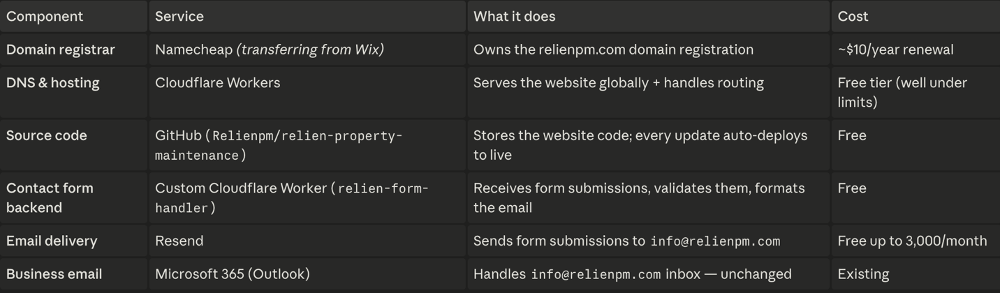 Component Service What it does Cost
Domain registrar Namecheap (transferring from Wix) Owns the relienpm.com domain registration ~$10/year renewal
DNS & hosting Cloudflare Workers Serves the website globally + handles routing Free tier (well under
limits)
Source code GitHub (Relienpm/relien-property- Stores the website code; every update auto-deploys Free
maintenance) to live
Contact form Custom Cloudflare Worker (relien-form- Receives form submissions, validates them, formats Free
backend handler) the email
Email delivery Resend Sends form submissions to info@relienpm.com Free up to 3,000/month
Business email Microsoft 365 (Outlook) Handles info@relienpm.com inbox — unchanged Existing